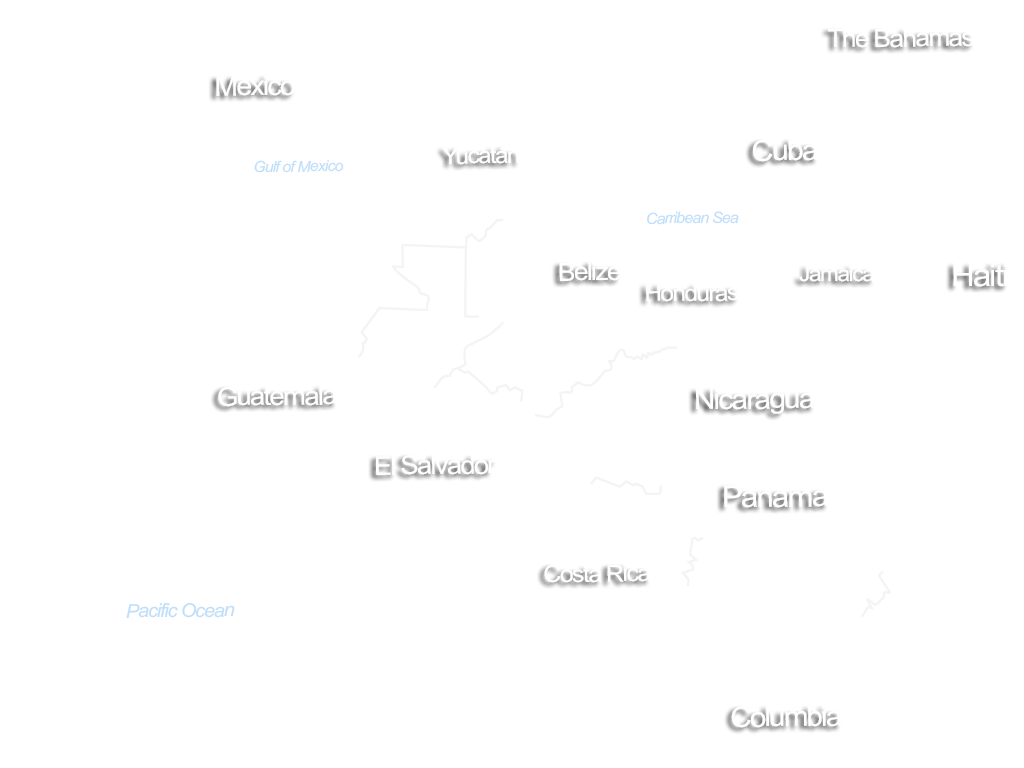 The Bahamas
Mexico
Cuba
Yucatan
Gulf of Mexico
Carribean Sea
Belize
Jamaica
Haiti
Honduras
Guatemala
Nicaragua
El Salvador
Panama
Costa Rica
Pacific Ocean
Columbia